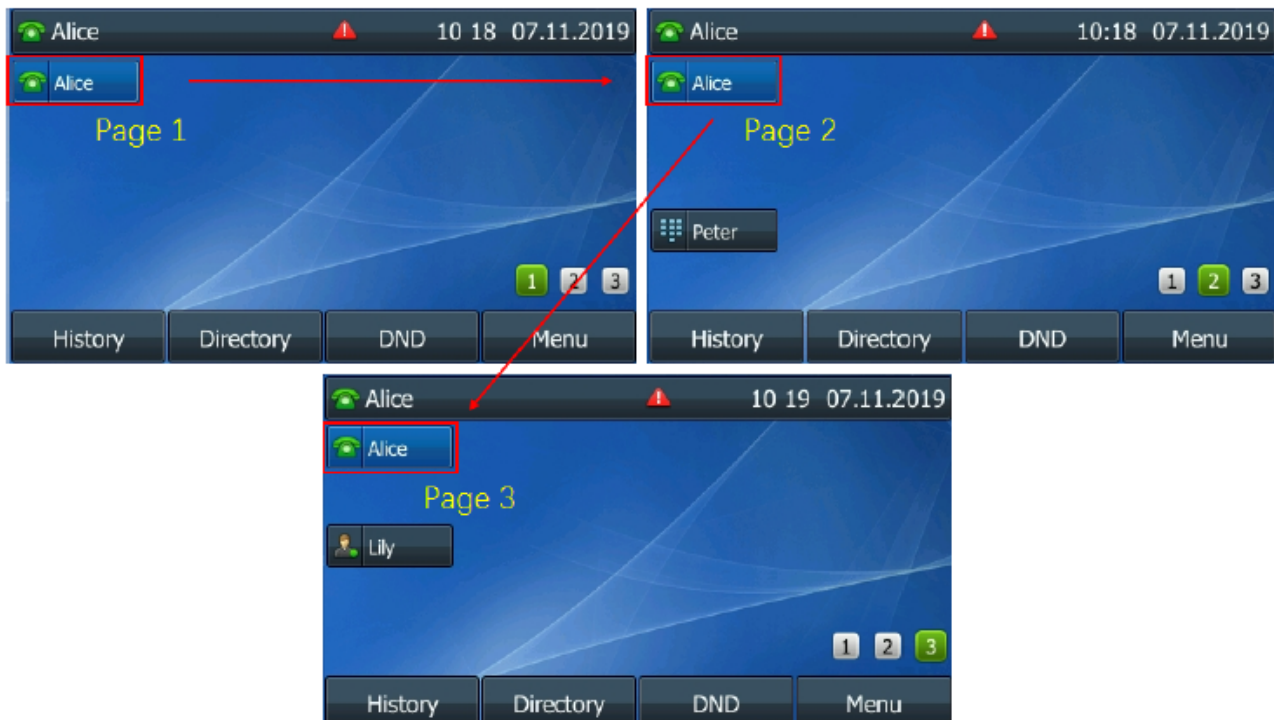 Alice 10 18 07.11.2019
Alice
Page 1
1 2 3
History Directory DND Menu
Alice 10:18 07.11.2019
Alice
Page 2
Peter
1 2 3
History Directory DND Menu
Alice 10 19 07.11.2019
Alice
Page 3
Lily
1 2 3
History Directory DND Menu